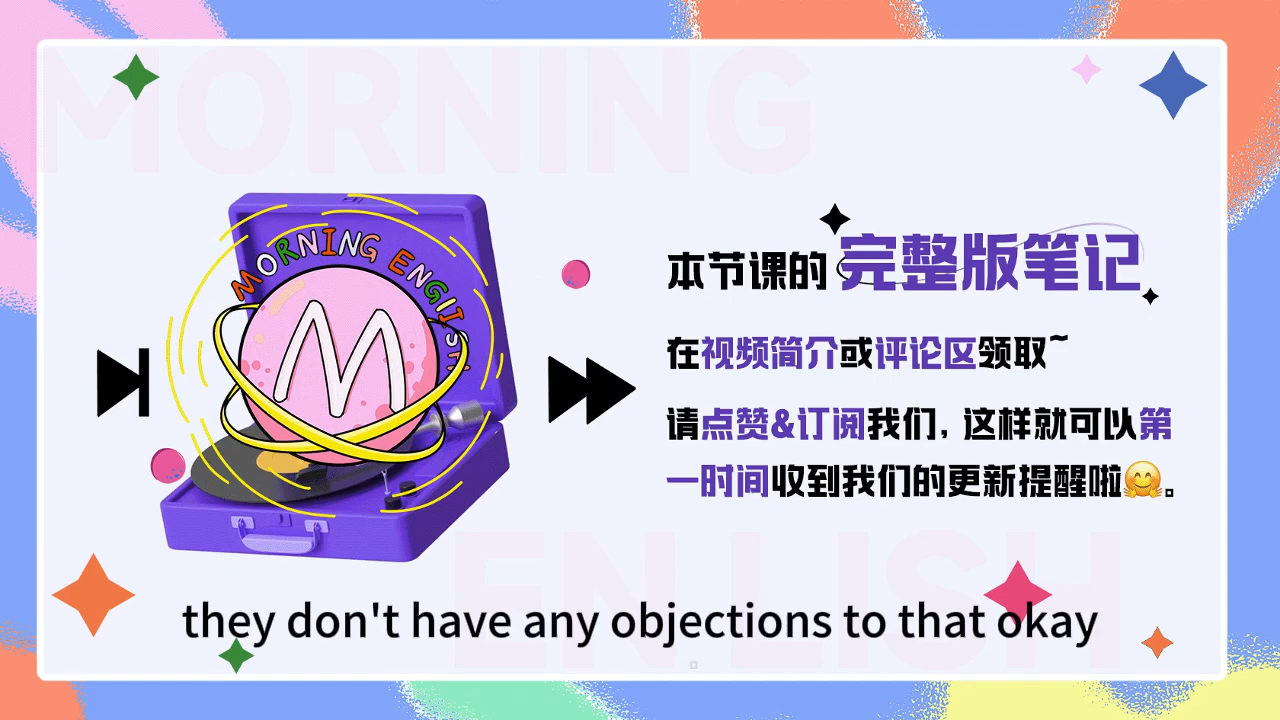 MORNING
MORNING ENGLISH
M
本节课的 完整版笔记
在视频简介或评论区领取~
请点赞&订阅我们，这样就可以第
一时间收到我们的更新提醒啦🤗。
they don't have any objections to that okay